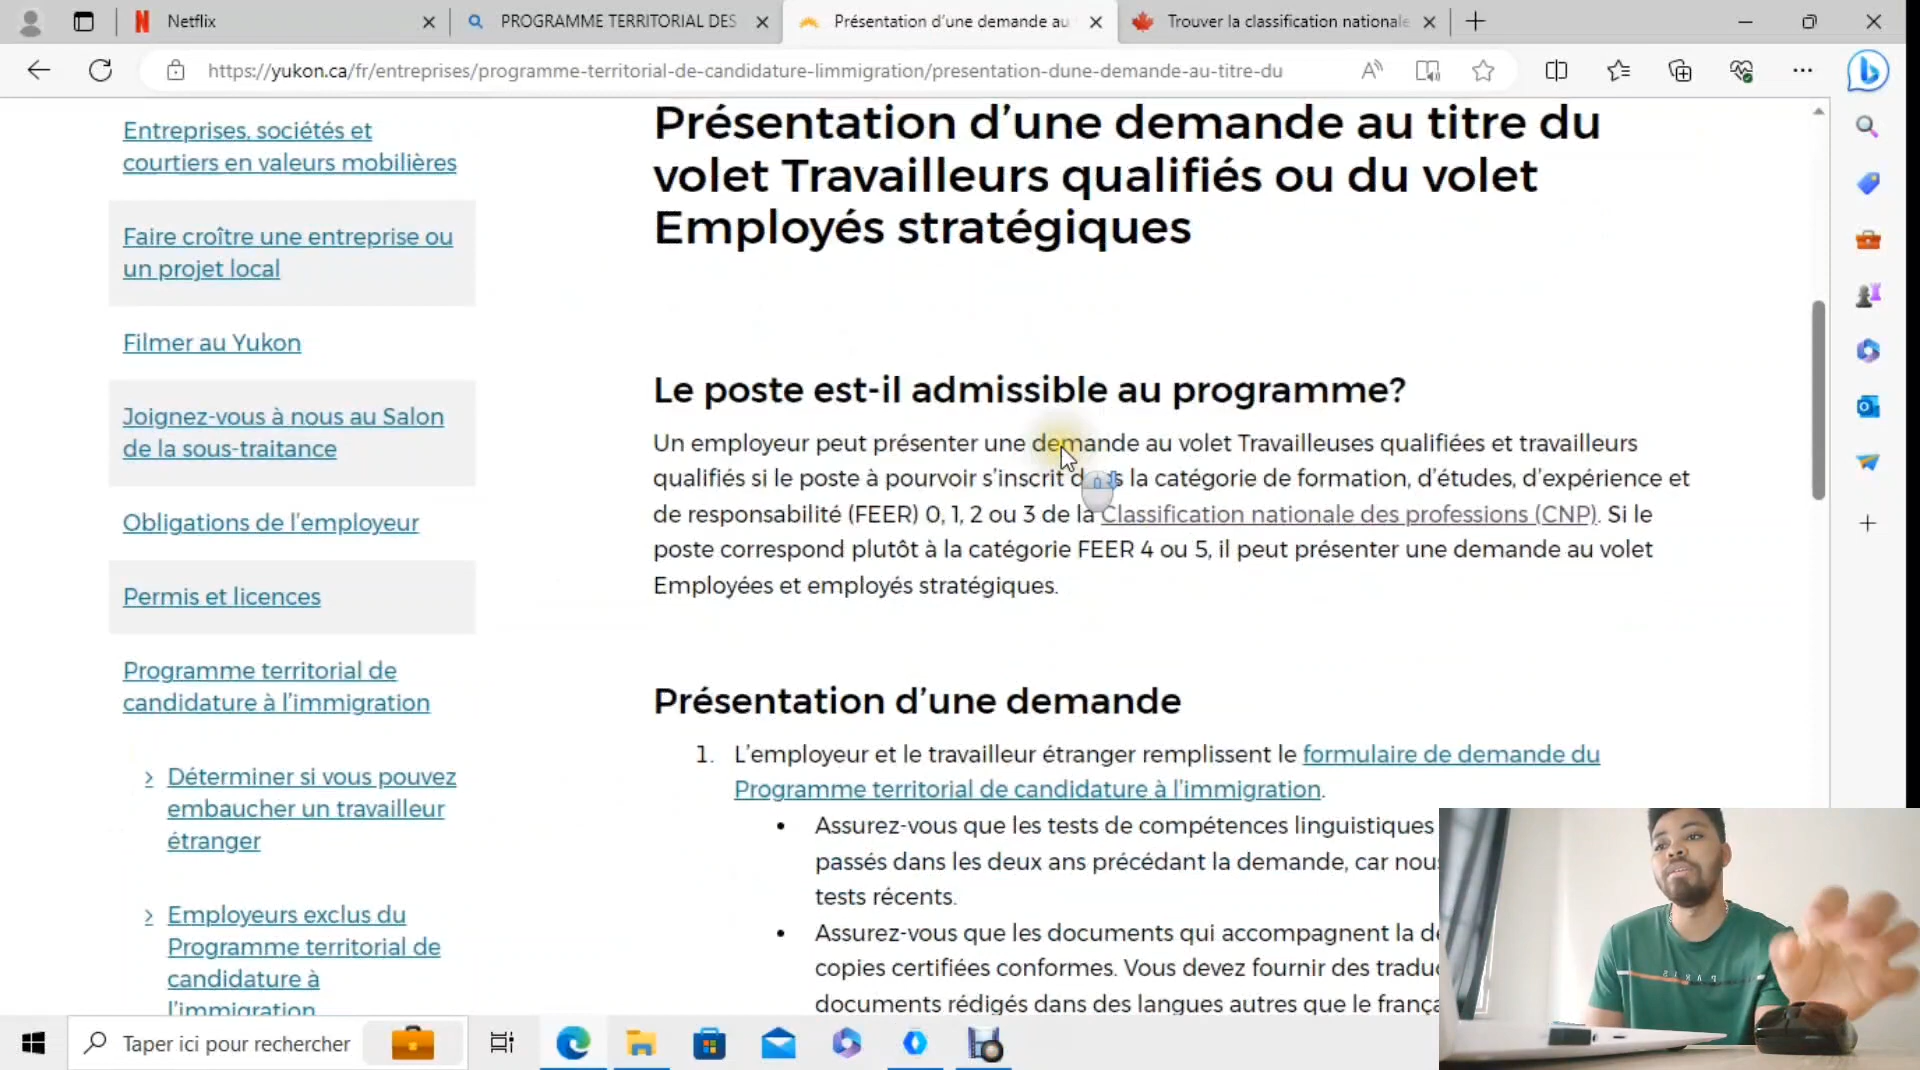 Netflix
PROGRAMME TERRITORIAL DES
Présentation d'une demande au
Trouver la classification nationale
https://yukon.ca/fr/entreprises/programme-territorial-de-candidature-limmigration/presentation-dune-demande-au-titre-du
Entreprises, sociétés et
courtiers en valeurs mobilières
Faire croître une entreprise ou
un projet local
Filmer au Yukon
Joignez-vous à nous au Salon
de la sous-traitance
Obligations de l'employeur
Permis et licences
Programme territorial de
candidature à l'immigration
Déterminer si vous pouvez
embaucher un travailleur
étranger
Employeurs exclus du
Programme territorial de
candidature à
l'immigration
Présentation d'une demande au titre du
volet Travailleurs qualifiés ou du volet
Employés stratégiques
Le poste est-il admissible au programme?
Un employeur peut présenter une demande au volet Travailleuses qualifiées et travailleurs
qualifiés si le poste à pourvoir s'inscrit la catégorie de formation, d'études, d'expérience et
de responsabilité (FEER) 0, 1, 2 ou 3 de la Classification nationale des professions (CNP). Si le
poste correspond plutôt à la catégorie FEER 4 ou 5, il peut présenter une demande au volet
Employées et employés stratégiques.
Présentation d'une demande
1. L'employeur et le travailleur étranger remplissent le formulaire de demande du
Programme territorial de candidature à l'immigration.
• Assurez-vous que les tests de compétences linguistiques
passés dans les deux ans précédant la demande, car
tests récents.
• Assurez-vous que les documents qui accompagnent la
copies certifiées conformes. Vous devez fournir des
documents rédigés dans des langues autres que le
Taper ici pour rechercher